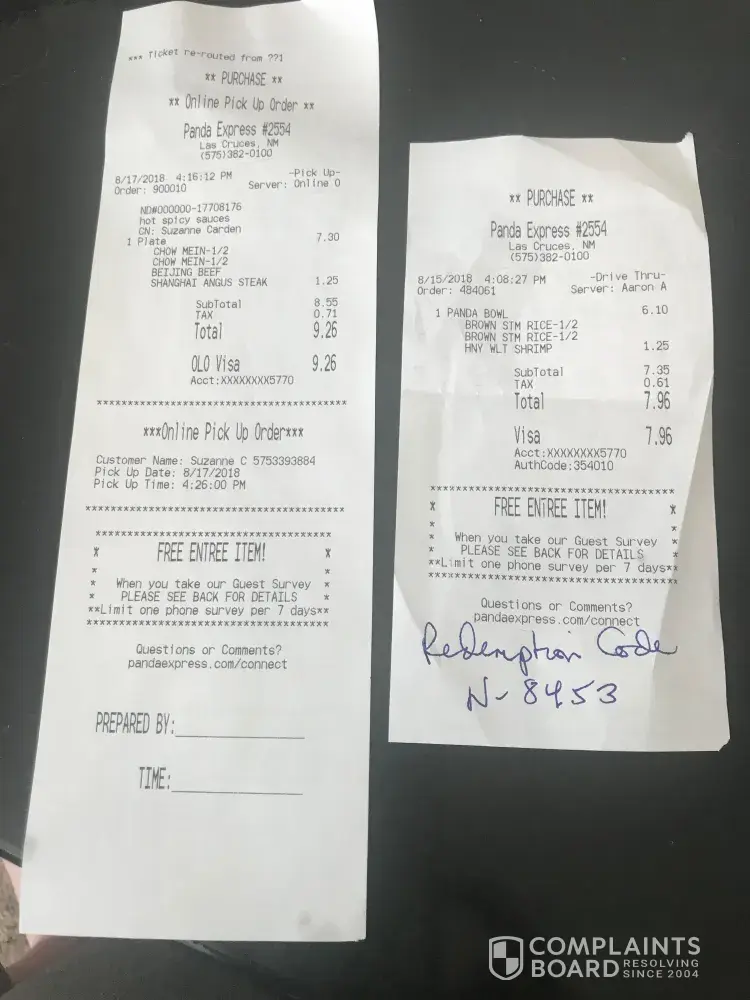 *** Ticket re-routed from ??1
** PURCHASE **
** Online Pick Up Order **
Panda Express #2554
Las Cruces, NM
(575)382-0100
8/17/2018 4:16:12 PM -Pick Up-
Order: 900010 Server: Online O
ND#000000-17708176
hot spicy sauces
CN: Suzanne Carden
1 Plate 7.30
CHOW MEIN-1/2
CHOW MEIN-1/2
BEIJING BEEF
SHANGHAI ANGUS STEAK 1.25
SubTotal 8.55
TAX 0.71
Total 9.26
OLO Visa 9.26
Acct:XXXXXXXX5770
******************************************
***Online Pick Up Order***
Customer Name: Suzanne C 5753393884
Pick Up Date: 8/17/2018
Pick Up Time: 4:26:00 PM
******************************************
**************************************
* FREE ENTREE ITEM! *
* *
* When you take our Guest Survey *
* PLEASE SEE BACK FOR DETAILS *
**Limit one phone survey per 7 days**
**************************************
Questions or Comments?
pandaexpress.com/connect
PREPARED BY:
TIME:
** PURCHASE **
Panda Express #2554
Las Cruces, NM
(575)382-0100
8/15/2018 4:08:27 PM -Drive Thru-
Order: 484061 Server: Aaron A
1 PANDA BOWL 6.10
BROWN STM RICE-1/2
BROWN STM RICE-1/2
HNY WLT SHRIMP 1.25
SubTotal 7.35
TAX 0.61
Total 7.96
Visa 7.96
Acct:XXXXXXXX5770
AuthCode:354010
**************************************
* FREE ENTREE ITEM! *
* *
* When you take our Guest Survey *
* PLEASE SEE BACK FOR DETAILS *
**Limit one phone survey per 7 days**
**************************************
Questions or Comments?
pandaexpress.com/connect
Redemption Code
N-8453
COMPLAINTS
BOARD RESOLVING
SINCE 2004